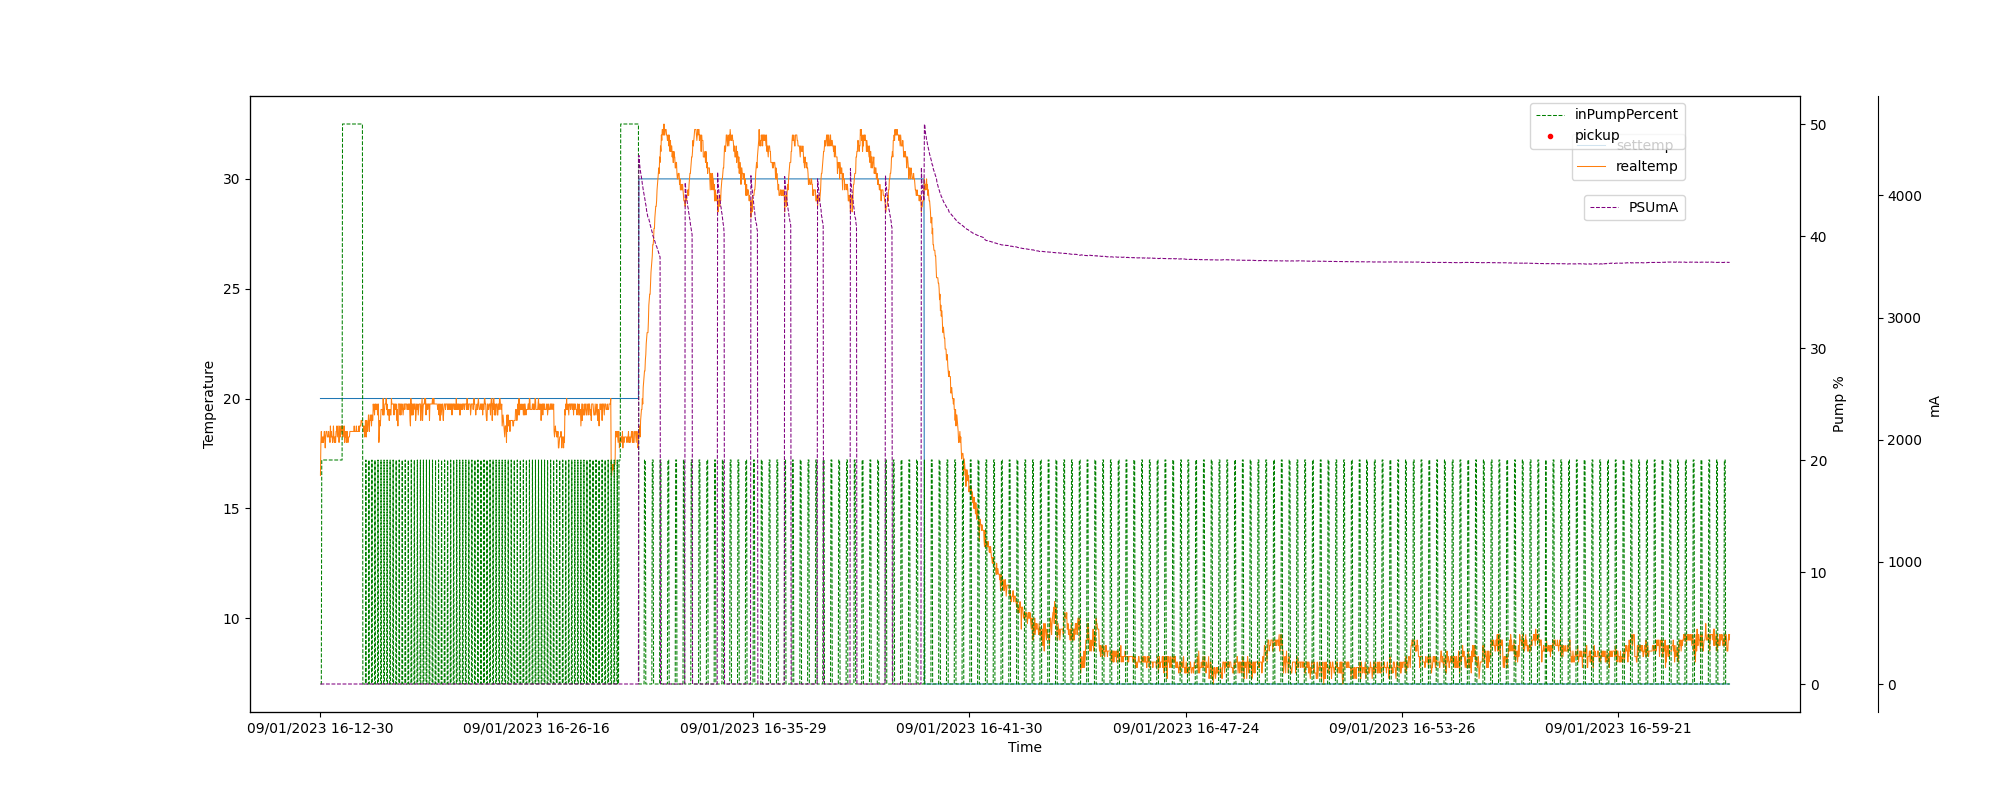 inPumpPercent
pickup
settemp
realtemp
PSUmA
30
25
20
15
10
Temperature
50
40
30
20
10
0
Pump %
4000
3000
2000
1000
0
mA
09/01/2023 16-12-30
09/01/2023 16-26-16
09/01/2023 16-35-29
09/01/2023 16-41-30
09/01/2023 16-47-24
09/01/2023 16-53-26
09/01/2023 16-59-21
Time